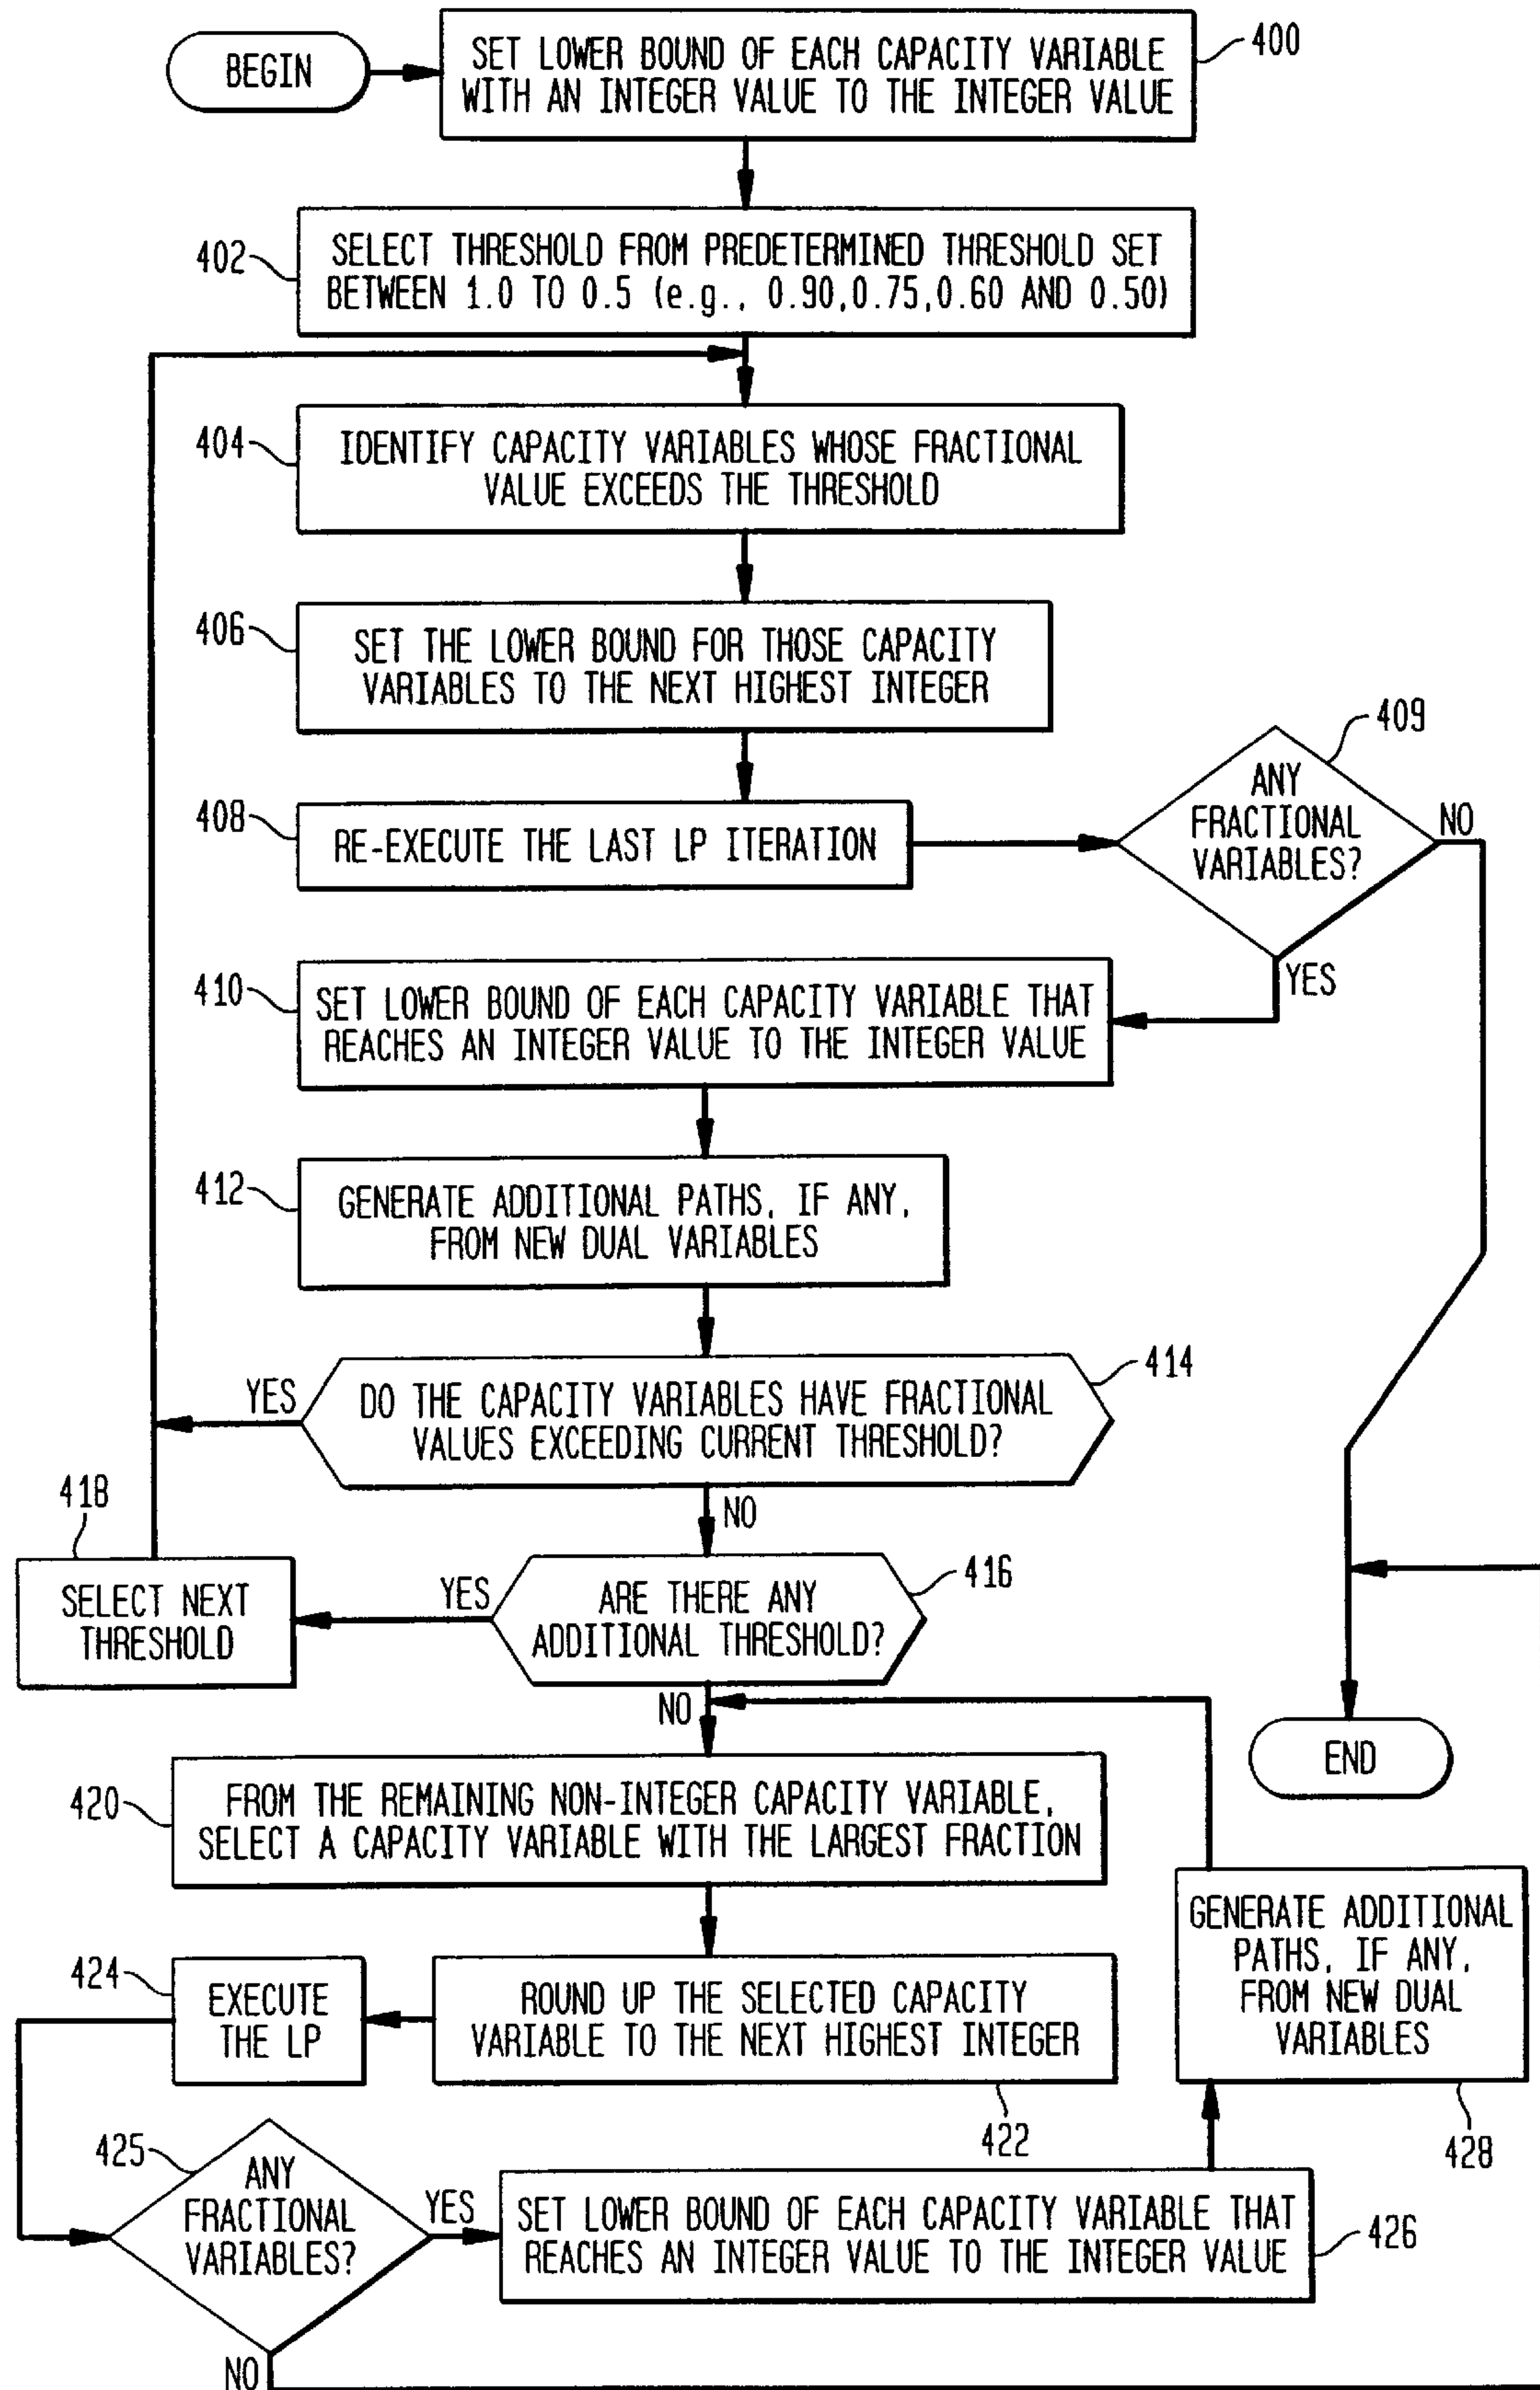 BEGIN
SET LOWER BOUND OF EACH CAPACITY VARIABLE
WITH AN INTEGER VALUE TO THE INTEGER VALUE
400
402
SELECT THRESHOLD FROM PREDETERMINED THRESHOLD SET
BETWEEN 1.0 TO 0.5 (e.g., 0.90,0.75,0.60 AND 0.50)
404
IDENTIFY CAPACITY VARIABLES WHOSE FRACTIONAL
VALUE EXCEEDS THE THRESHOLD
406
SET THE LOWER BOUND FOR THOSE CAPACITY
VARIABLES TO THE NEXT HIGHEST INTEGER
408
RE-EXECUTE THE LAST LP ITERATION
409
ANY
FRACTIONAL
VARIABLES?
NO
YES
410
SET LOWER BOUND OF EACH CAPACITY VARIABLE THAT
REACHES AN INTEGER VALUE TO THE INTEGER VALUE
412
GENERATE ADDITIONAL PATHS, IF ANY,
FROM NEW DUAL VARIABLES
414
YES
DO THE CAPACITY VARIABLES HAVE FRACTIONAL
VALUES EXCEEDING CURRENT THRESHOLD?
NO
418
SELECT NEXT
THRESHOLD
YES
ARE THERE ANY
ADDITIONAL THRESHOLD?
416
NO
END
420
FROM THE REMAINING NON-INTEGER CAPACITY VARIABLE,
SELECT A CAPACITY VARIABLE WITH THE LARGEST FRACTION
GENERATE ADDITIONAL
PATHS, IF ANY,
FROM NEW DUAL
VARIABLES
428
424
EXECUTE
THE LP
ROUND UP THE SELECTED CAPACITY
VARIABLE TO THE NEXT HIGHEST INTEGER
422
425
ANY
FRACTIONAL
VARIABLES?
YES
SET LOWER BOUND OF EACH CAPACITY VARIABLE THAT
REACHES AN INTEGER VALUE TO THE INTEGER VALUE
426
NO